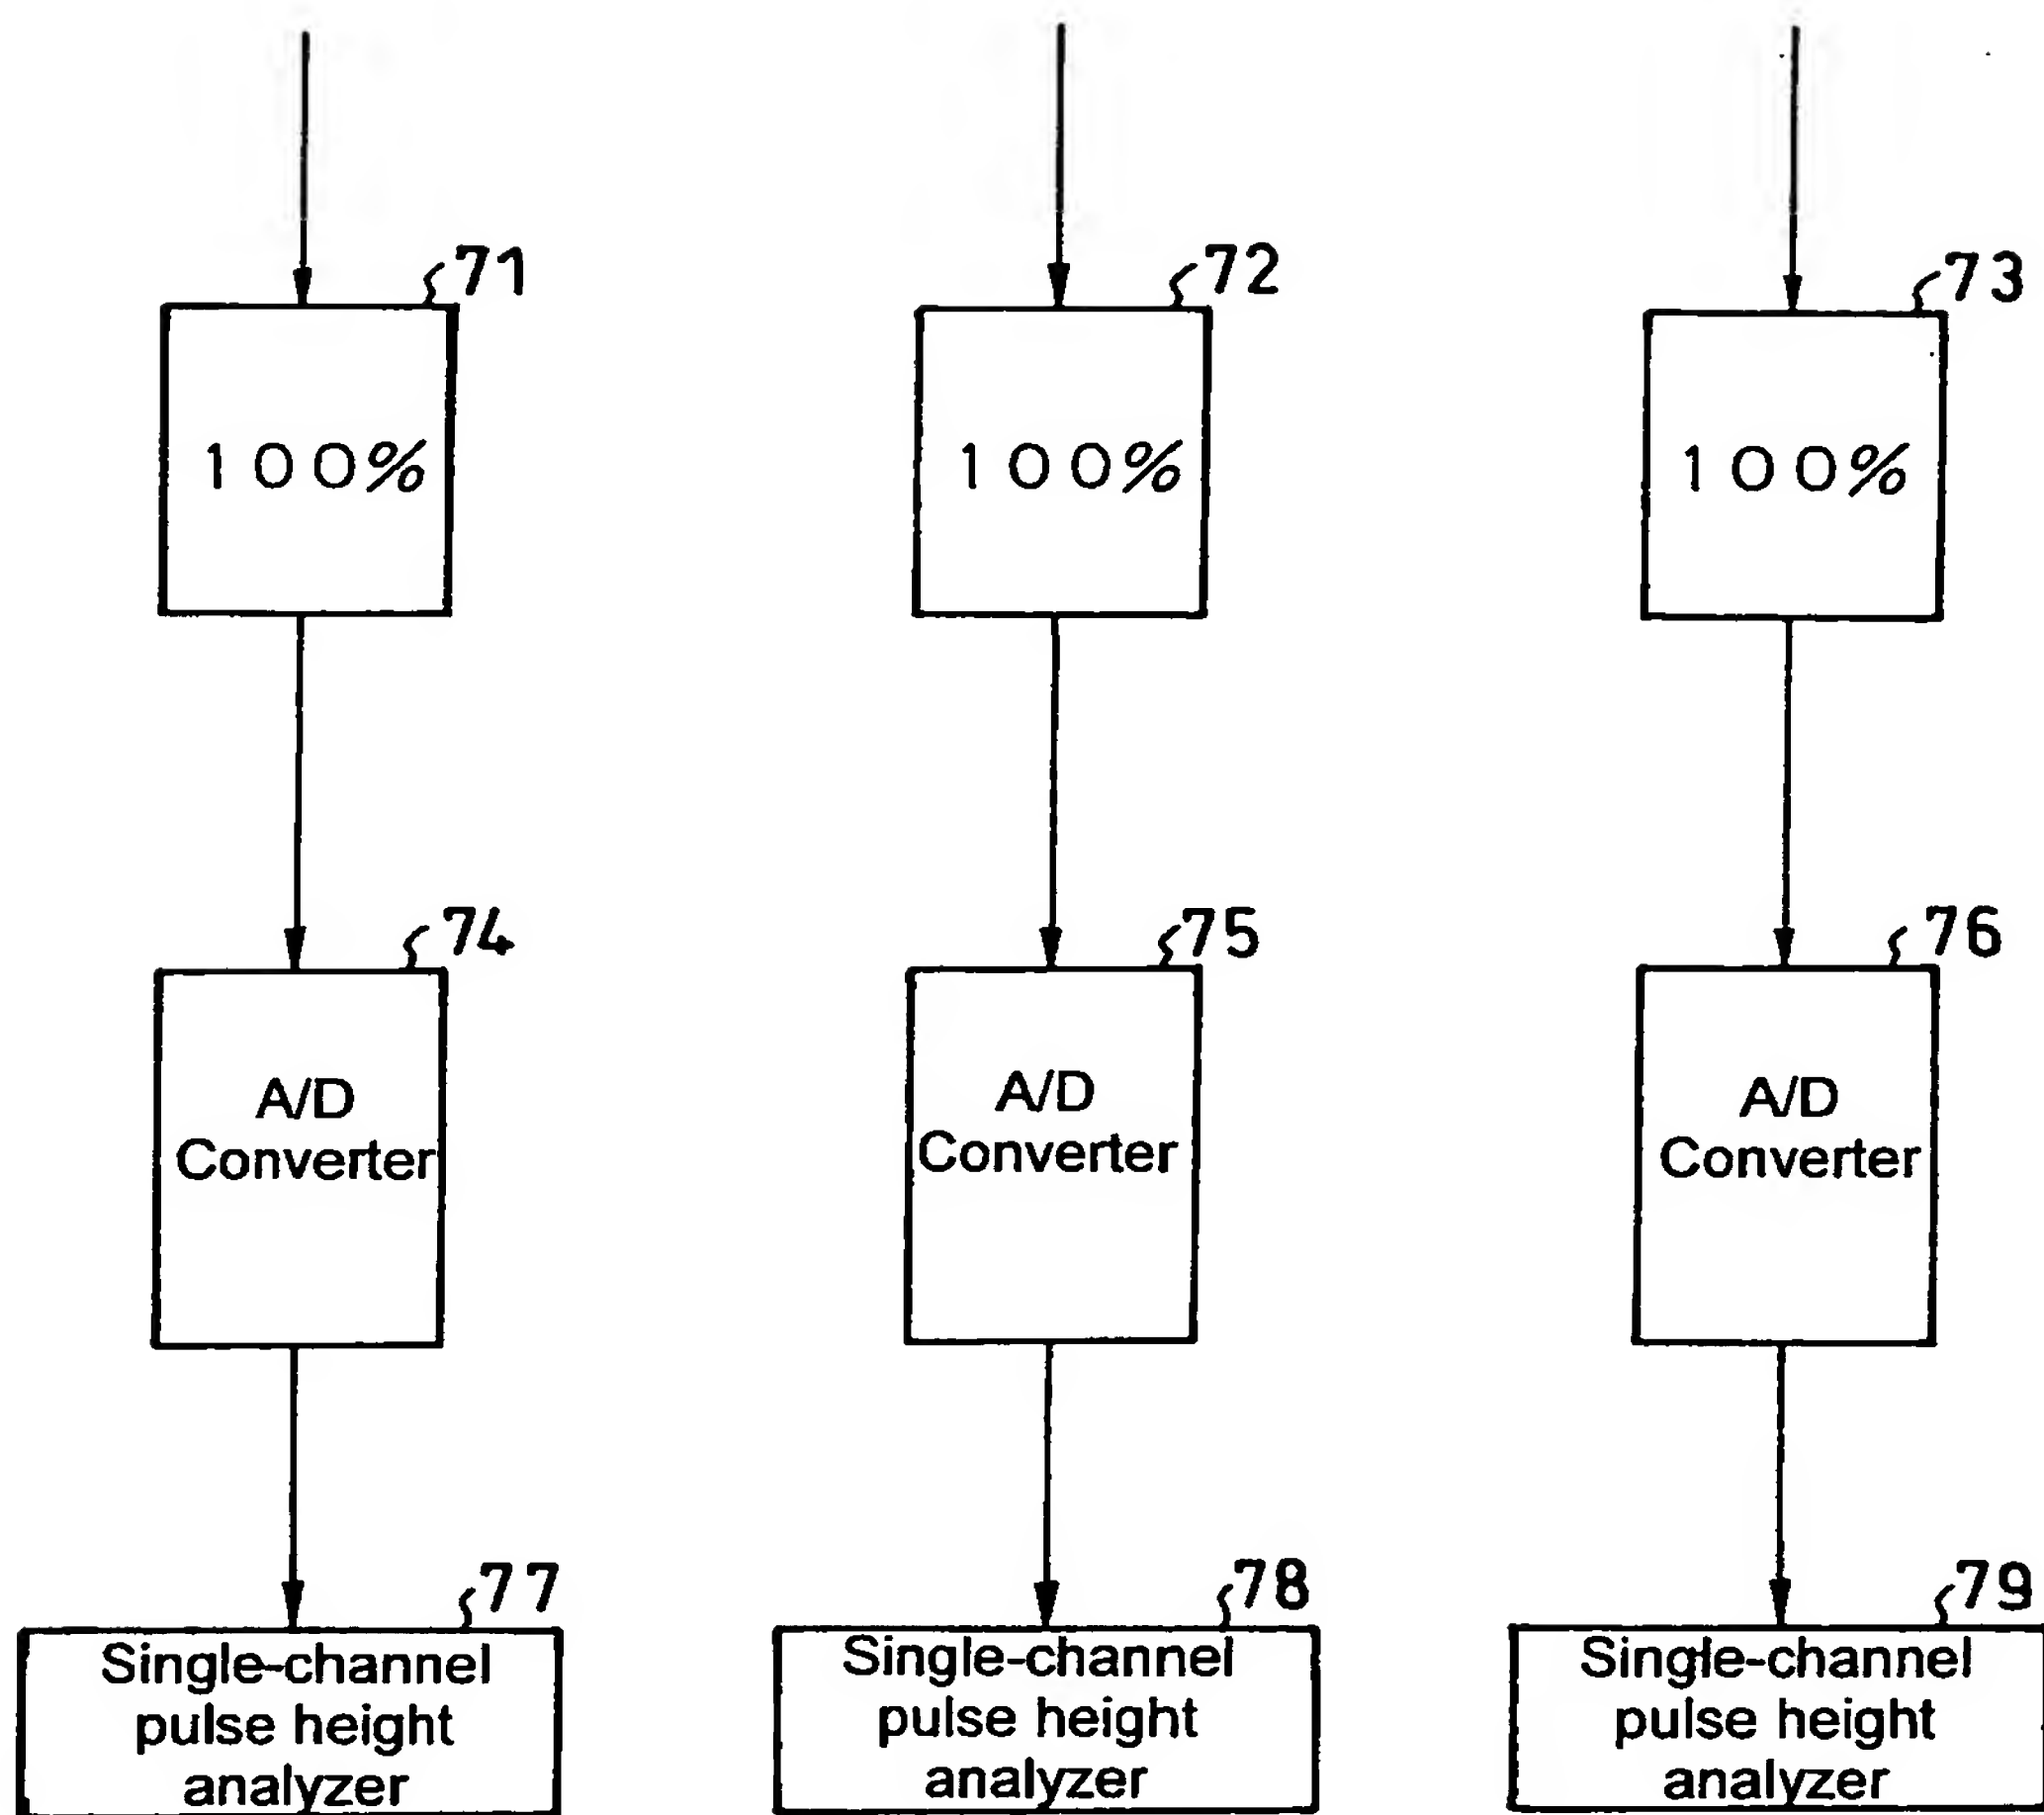 71
72
73
100%
100%
100%
74
75
76
A/D
Converter
A/D
Converter
A/D
Converter
77
78
79
Single-channel
pulse height
analyzer
Single-channel
pulse height
analyzer
Single-channel
pulse height
analyzer